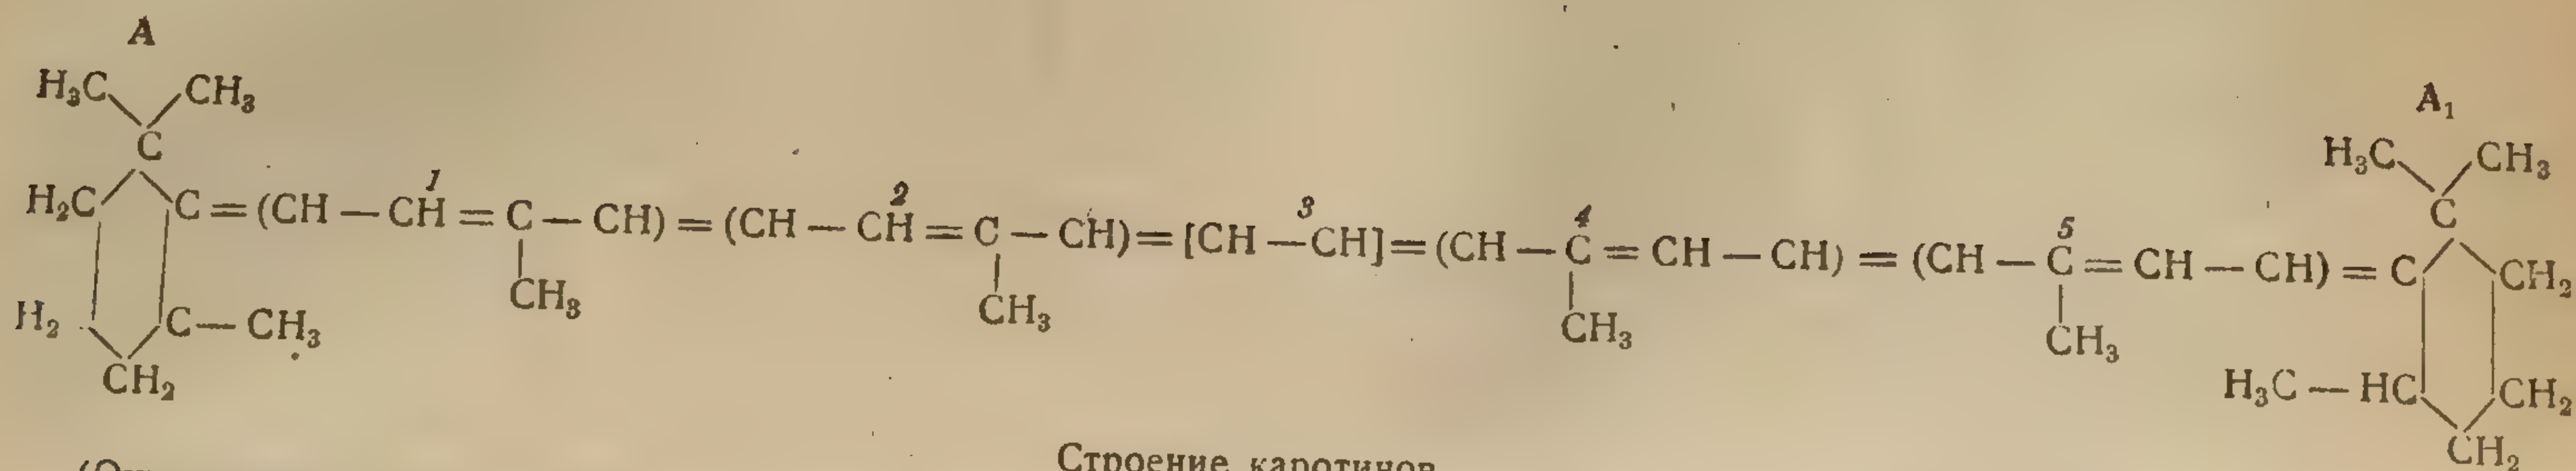 A
A₁
H₃C CH₃
H₃C CH₃
C
C
H₂C C=(CH—CH=C—CH)=(CH—CH=C—CH)=[CH—CH]=(CH—C=CH—CH)=(CH—C=CH—CH)=C CH₂
1 2 3 4 5
CH₃ CH₃ CH₃ CH₃
H₂ C—CH₃
H₃C—HC CH₂
CH₂
CH₂
Строение каротинов